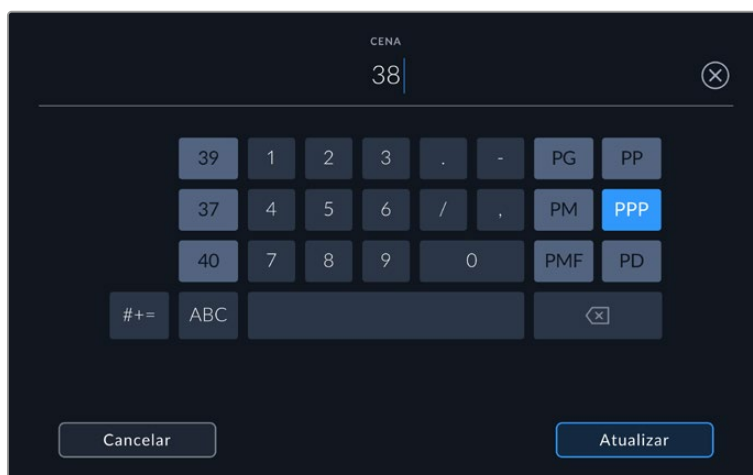 CENA
38
39 1 2 3 . - PG PP
37 4 5 6 / , PM PPP
40 7 8 9 0 PMF PD
#+= ABC
Cancelar Atualizar